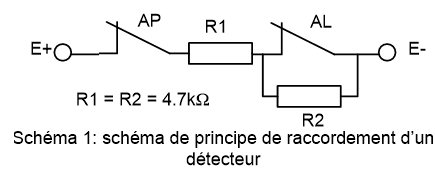 AP R1 AL
E+ E-
R1 = R2 = 4.7kΩ
R2
Schéma 1: schéma de principe de raccordement d'un
détecteur